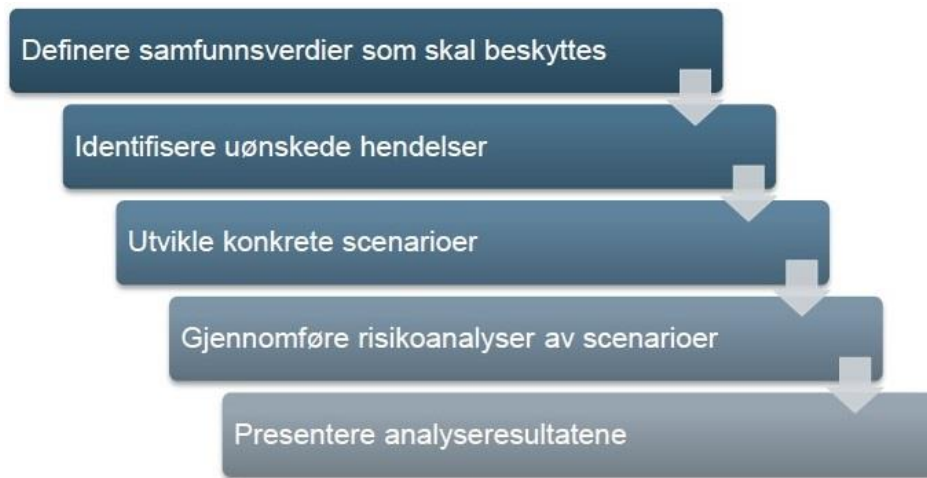 Definere samfunnsverdier som skal beskyttes
Identifisere uønskede hendelser
Utvikle konkrete scenarioer
Gjennomføre risikoanalyser av scenarioer
Presentere analyseresultatene